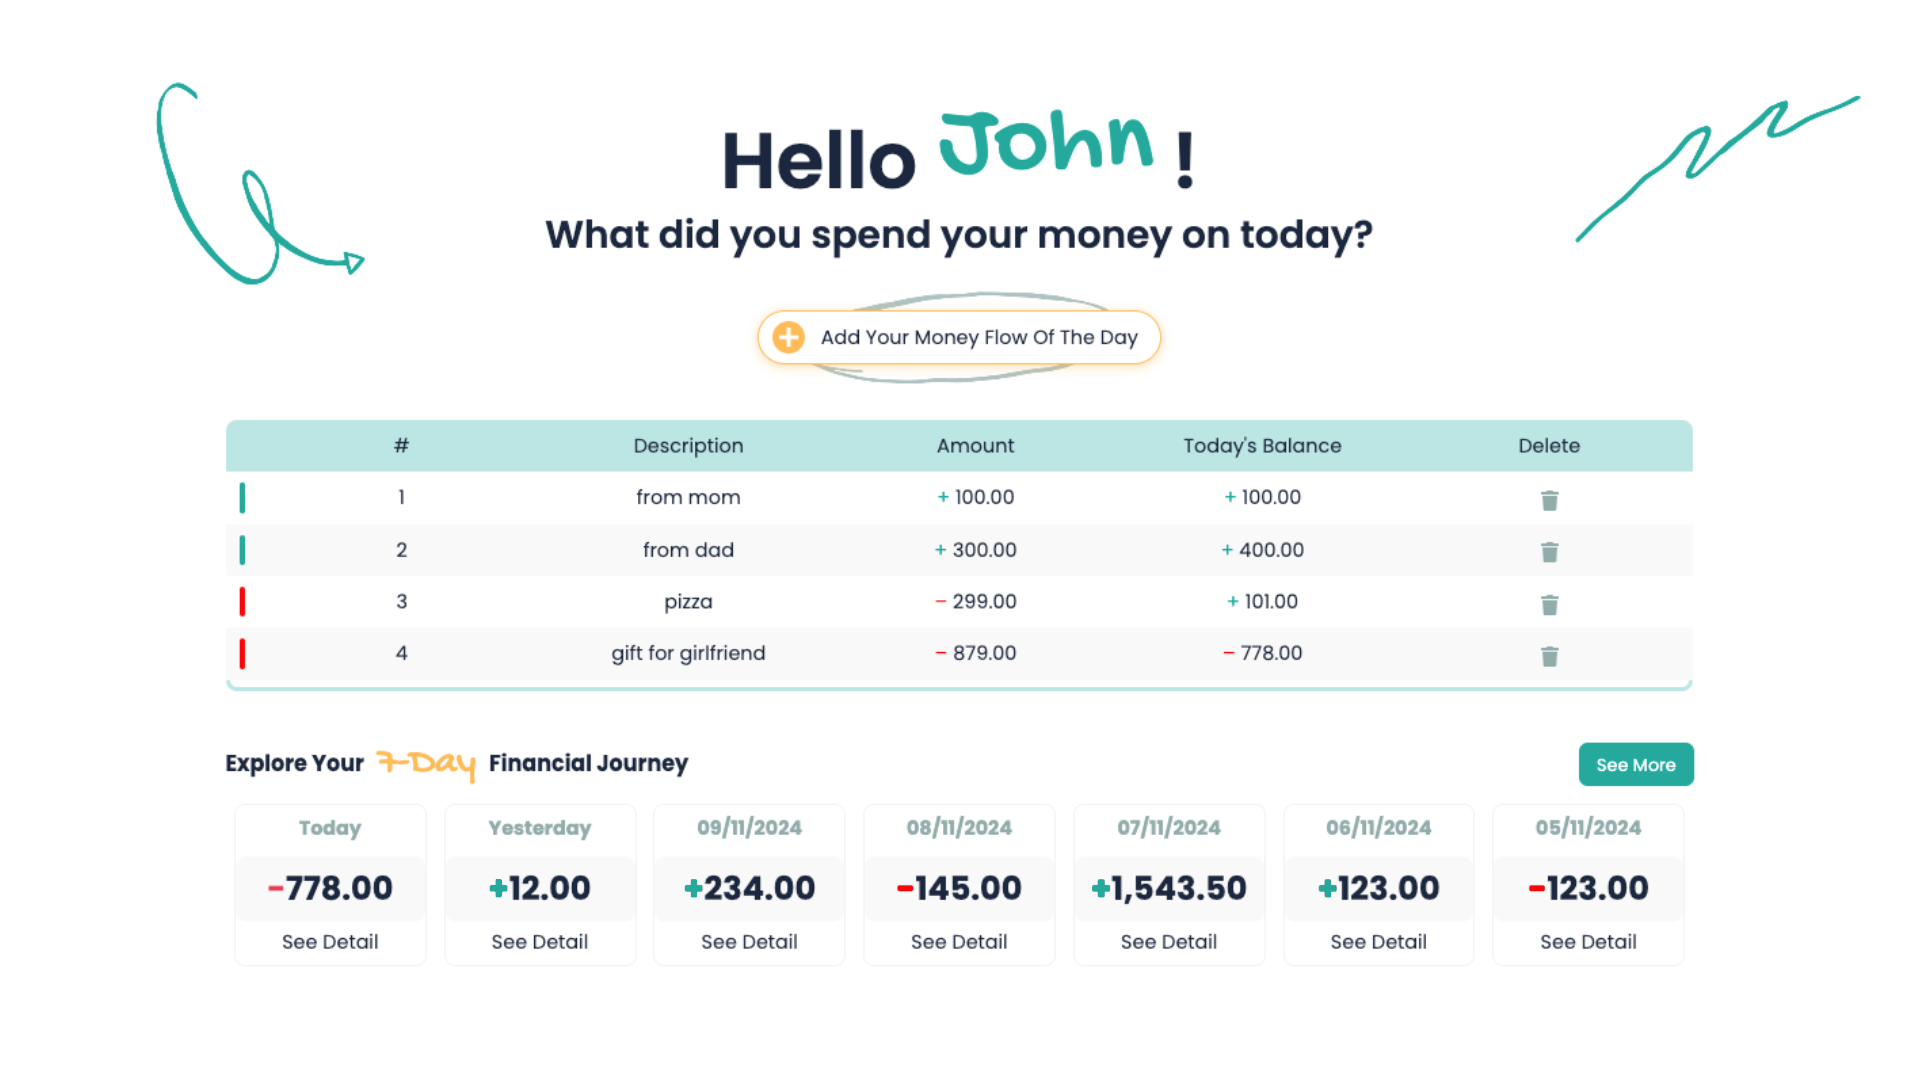 Hello John !
What did you spend your money on today?
Add Your Money Flow Of The Day
# Description Amount Today's Balance Delete
1 from mom + 100.00 + 100.00
2 from dad + 300.00 + 400.00
3 pizza − 299.00 + 101.00
4 gift for girlfriend − 879.00 − 778.00
Explore Your 7-Day Financial Journey See More
Today Yesterday 09/11/2024 08/11/2024 07/11/2024 06/11/2024 05/11/2024
-778.00 +12.00 +234.00 -145.00 +1,543.50 +123.00 -123.00
See Detail See Detail See Detail See Detail See Detail See Detail See Detail